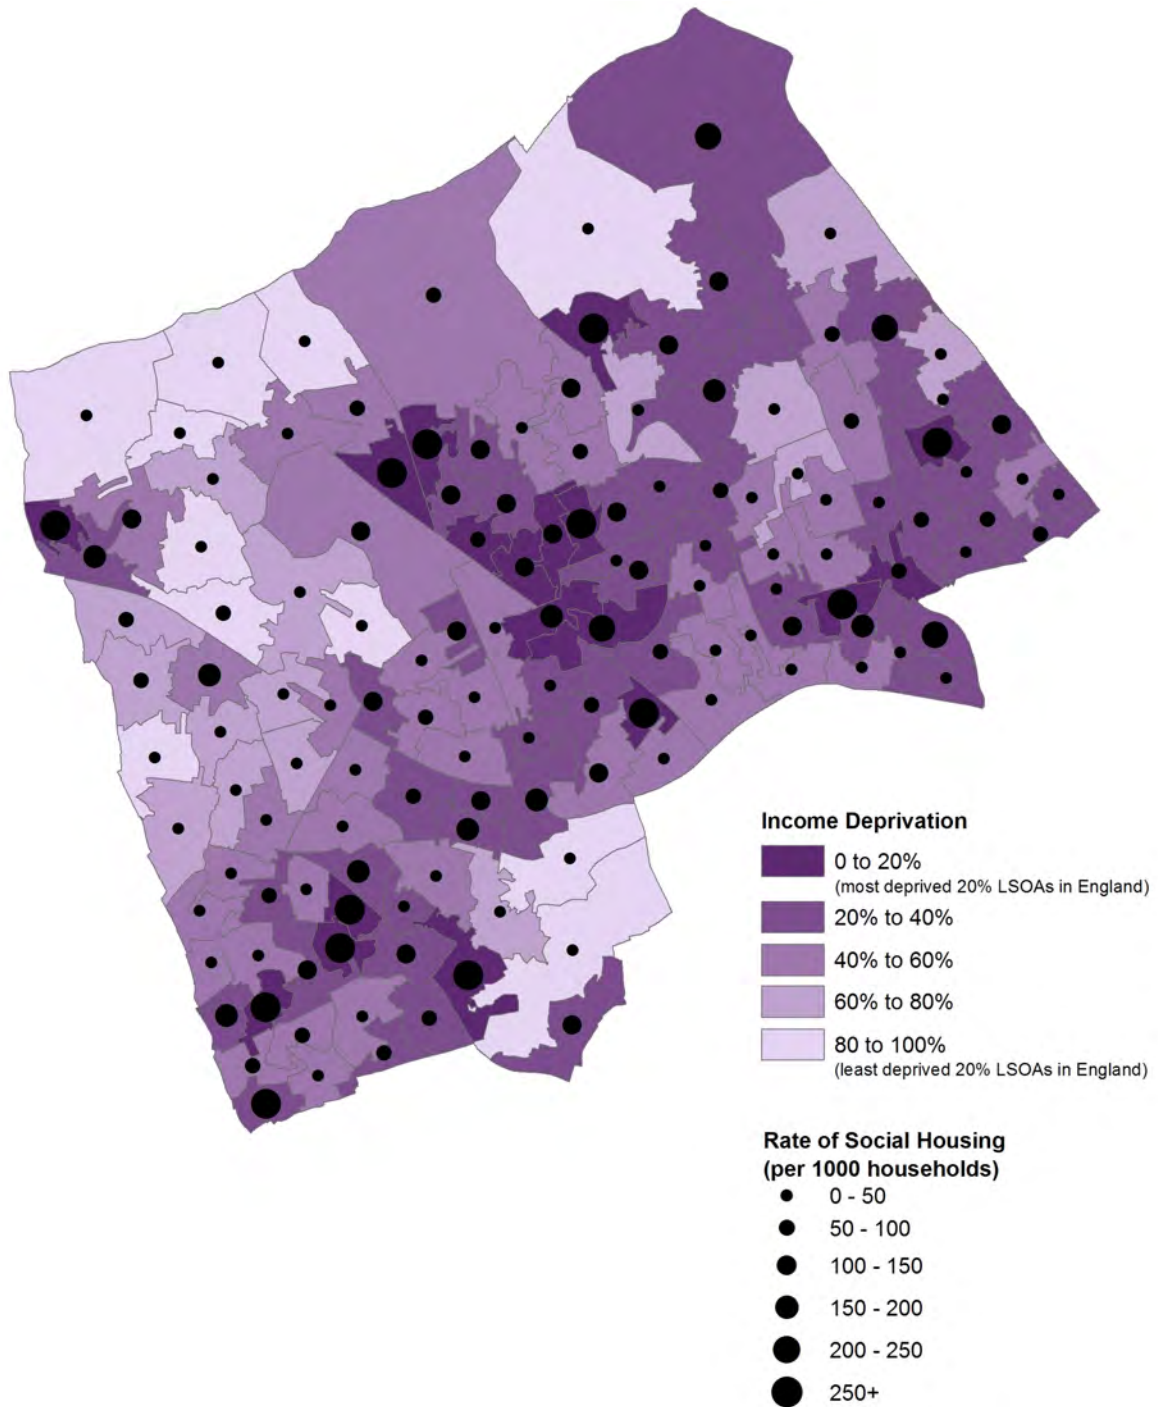 Income Deprivation
0 to 20%
(most deprived 20% LSOAs in England)
20% to 40%
40% to 60%
60% to 80%
80 to 100%
(least deprived 20% LSOAs in England)
Rate of Social Housing
(per 1000 households)
0 - 50
50 - 100
100 - 150
150 - 200
200 - 250
250+